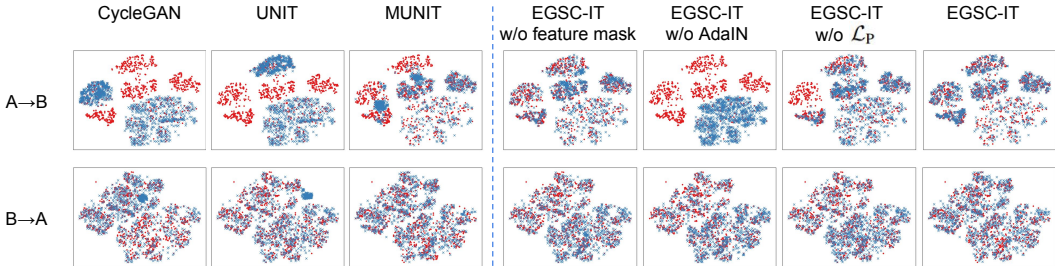 CycleGAN UNIT MUNIT EGSC-IT EGSC-IT EGSC-IT EGSC-IT
w/o feature mask w/o AdaIN w/o ℒP
A→B
B→A